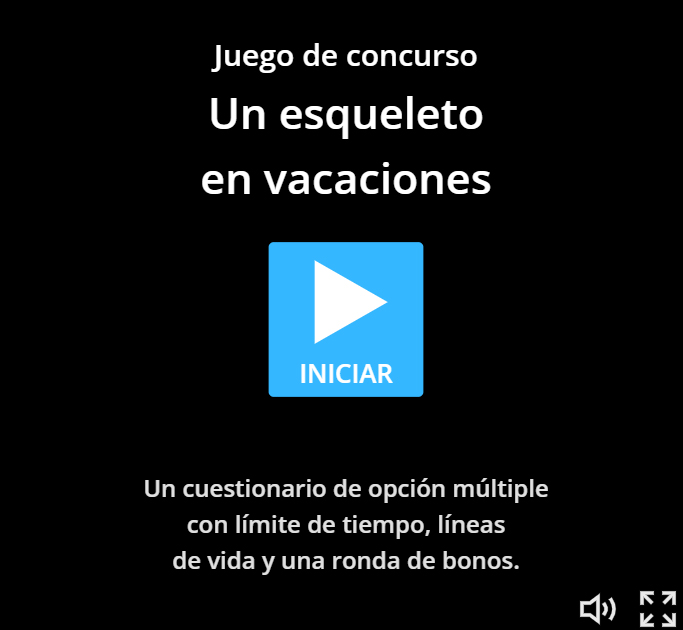 Juego de concurso
Un esqueleto
en vacaciones
INICIAR
Un cuestionario de opción múltiple
con límite de tiempo, líneas
de vida y una ronda de bonos.